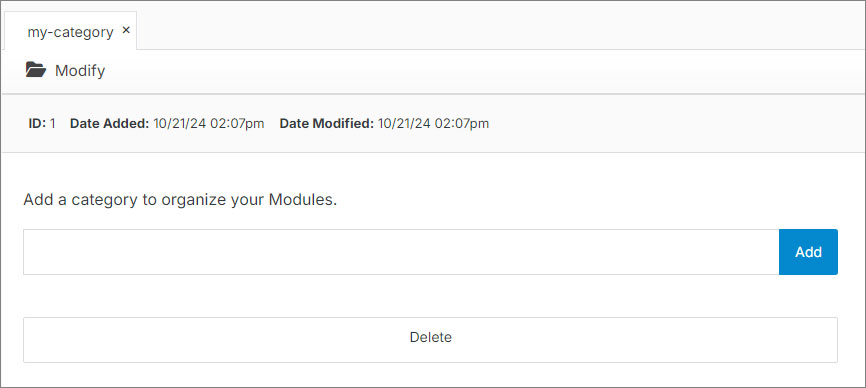 my-category ×
Modify
ID: 1 Date Added: 10/21/24 02:07pm Date Modified: 10/21/24 02:07pm
Add a category to organize your Modules.
Add
Delete